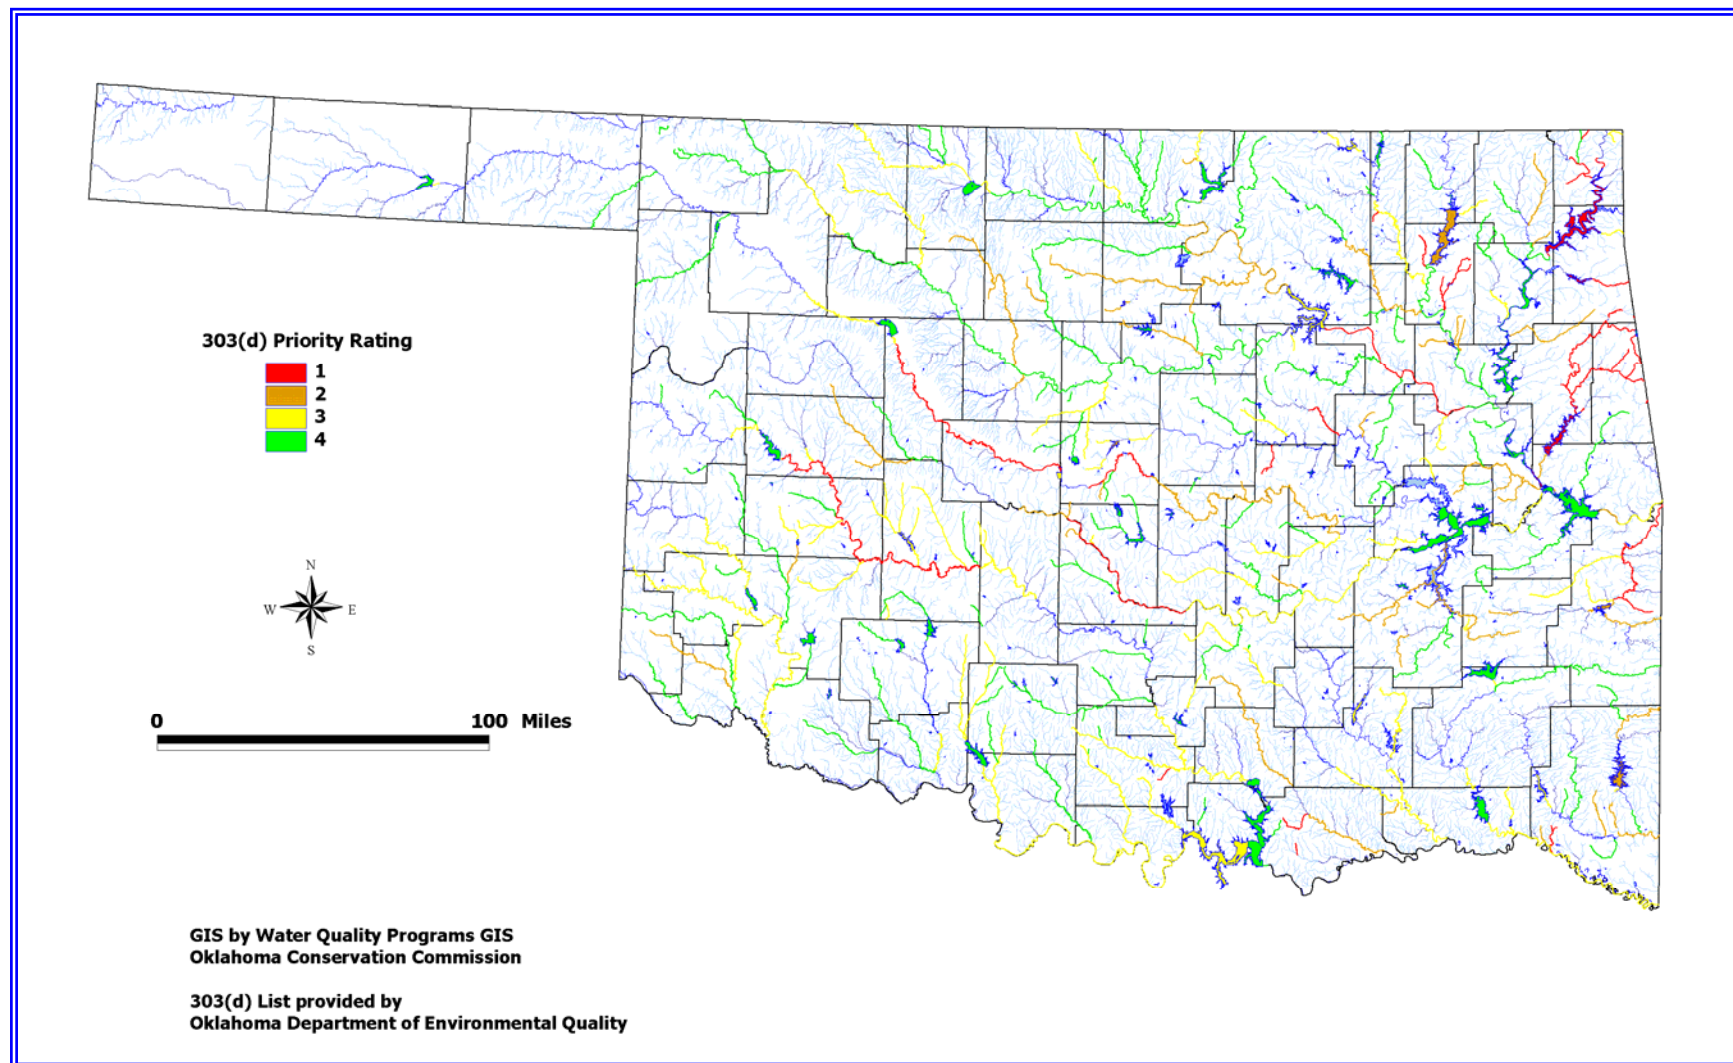 303(d) Priority Rating
1
2
3
4
N
W E
S
0 100 Miles
GIS by Water Quality Programs GIS
Oklahoma Conservation Commission
303(d) List provided by
Oklahoma Department of Environmental Quality